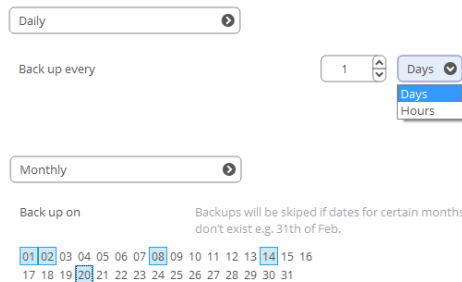 Daily
Back up every 1 Days
Days
Hours
Monthly
Back up on Backups will be skiped if dates for certain months
don't exist e.g. 31th of Feb.
01 02 03 04 05 06 07 08 09 10 11 12 13 14 15 16
17 18 19 20 21 22 23 24 25 26 27 28 29 30 31